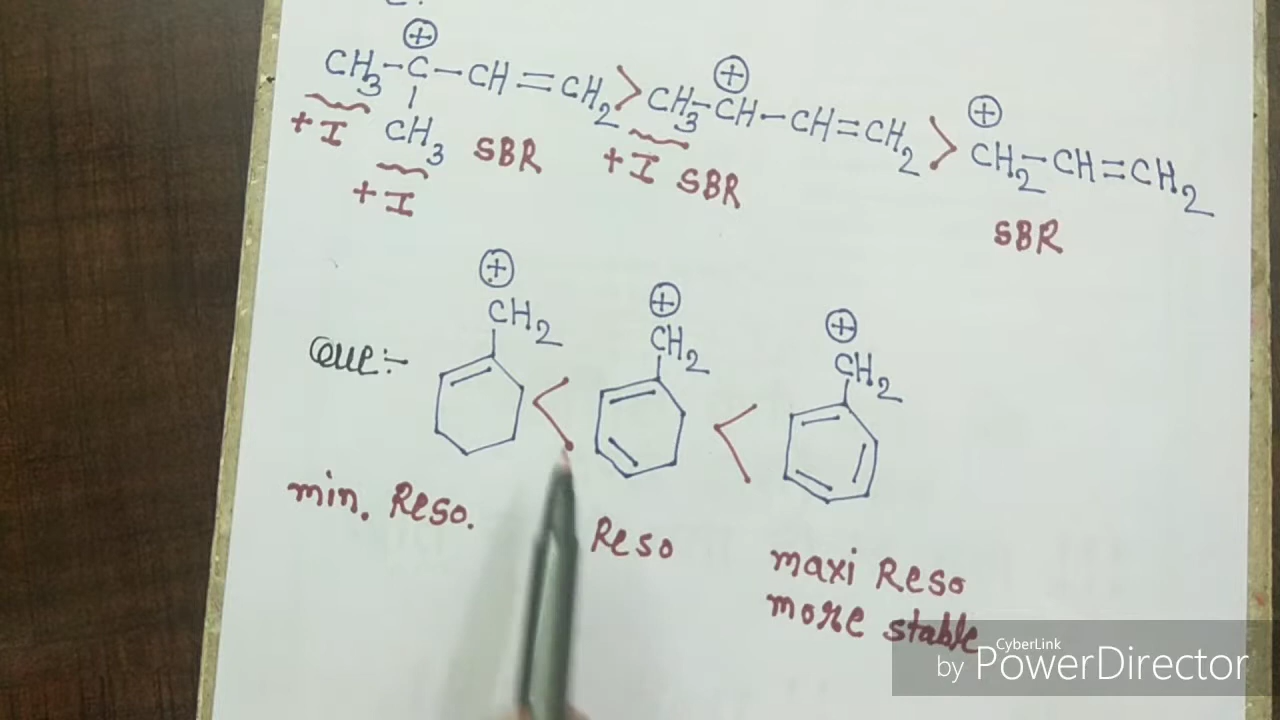 CH₃-C⊕-CH=CH₂ > CH₃-CH⊕-CH=CH₂ > CH₂⊕-CH=CH₂
+I CH₃ SBR +I SBR SBR
+I
⊕ ⊕ ⊕
CH₂ CH₂ CH₂
Que:- < <
min. Reso. Reso maxi Reso
more stable
CyberLink
by PowerDirector